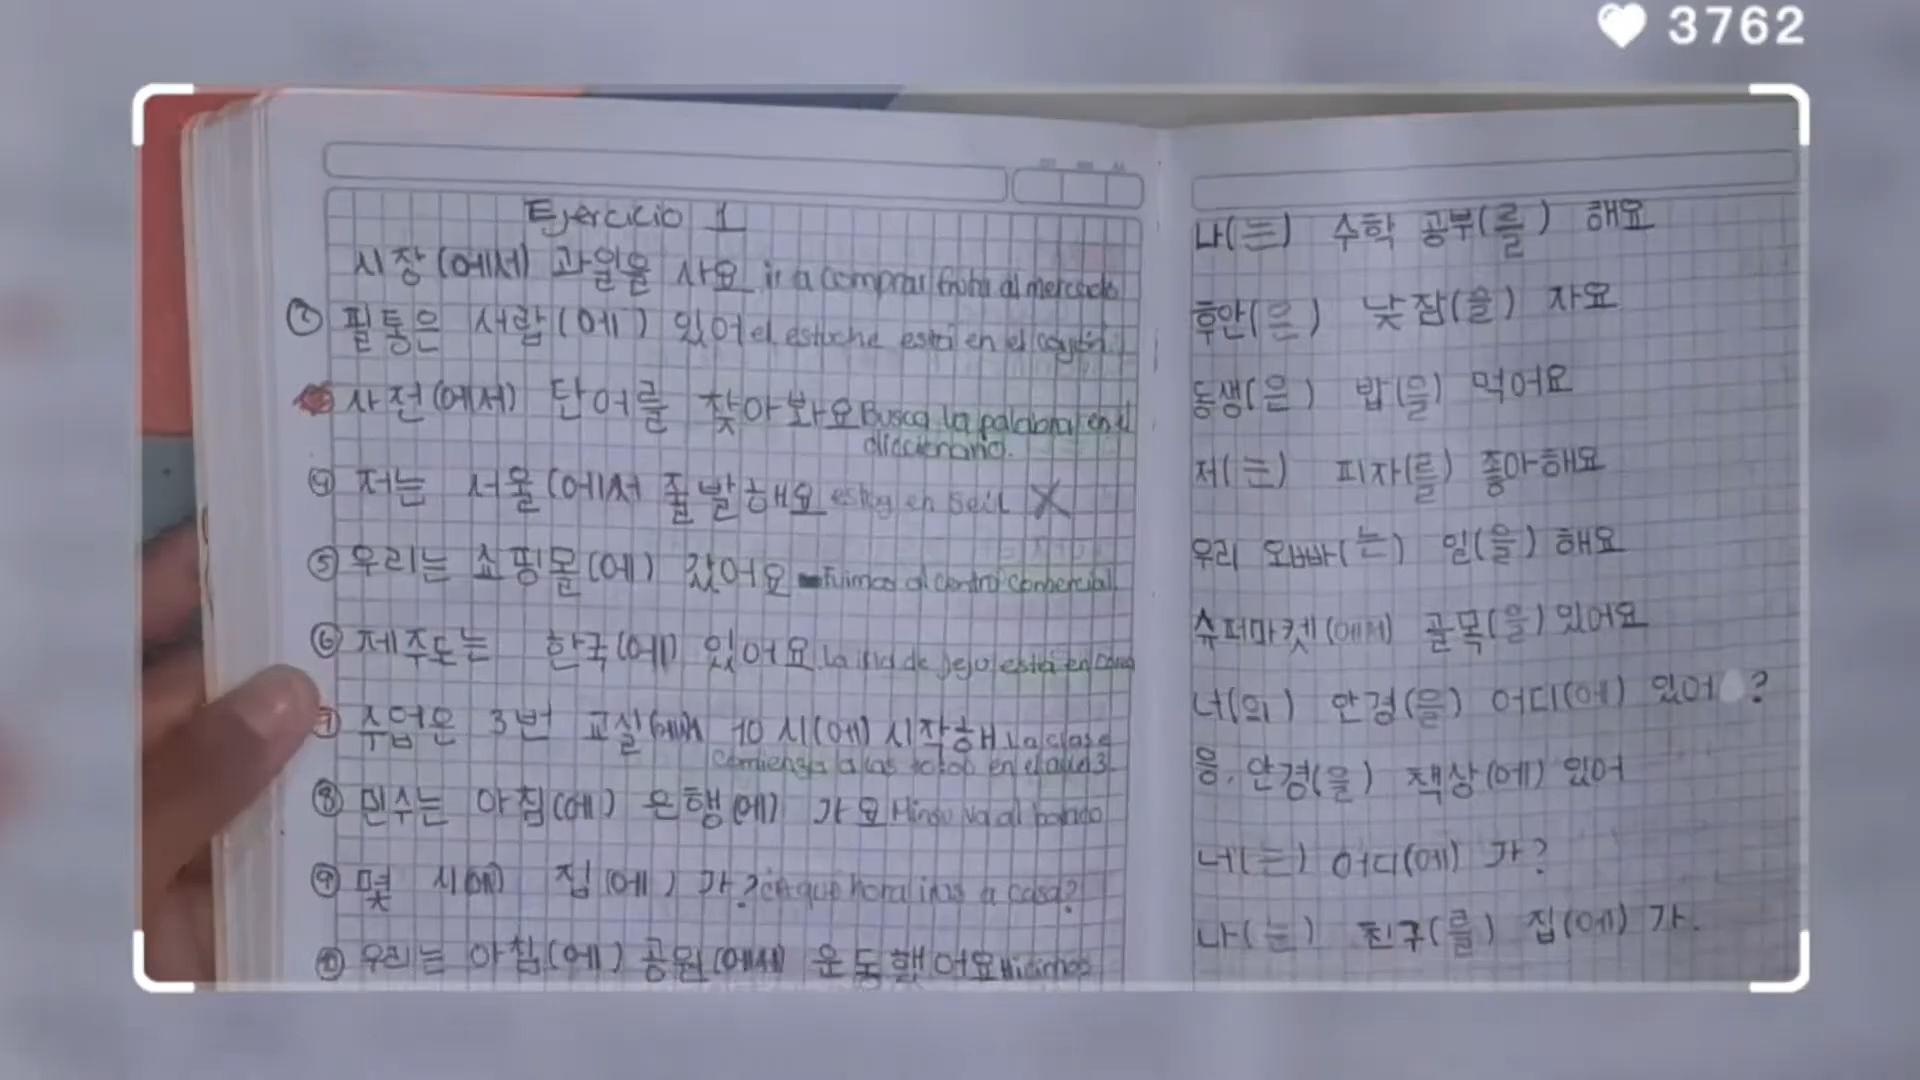 3762
Ejercicio 1
시장(에서) 과일을 사요 ir a comprar fruta al mercado
필통은 서랍(에) 있어 el estuche está en el cajón
사전(에서) 단어를 찾아봐요 Busca la palabra en el
diccionario.
④ 저는 서울(에서 줄발해요 estoy en Seúl X
⑤ 우리는 쇼핑몰(에) 갔어요 - Fuimos al centro comercial
⑥ 제주도는 한국(에) 있어요 La isla de Jeju está en
수업은 3번 교실(에서 10시(에) 시작해 La clase
comienza a las 10:00 en el aula 3
⑧ 민수는 아침(에) 은행(에) 가요 Minsu va al banco
⑨ 몇 시(에) 집(에) 가? ¿A que hora a casa?
우리는 아침(에) 공원(에서) 운동했어요 Hicimos
나(는) 수학 공부(를) 해요
후안(은) 낮잠(을) 자요
동생(은) 밥(을) 먹어요
저(는) 피자(를) 좋아해요
우리 오빠(는) 일(을) 해요
슈퍼마켓(에서) 골목(을) 있어요
너(의) 안경(을) 어디(에) 있어?
응. 안경(을) 책상(에) 있어
너(는) 어디(에) 가?
나(는) 친구(를) 집(에) 가.